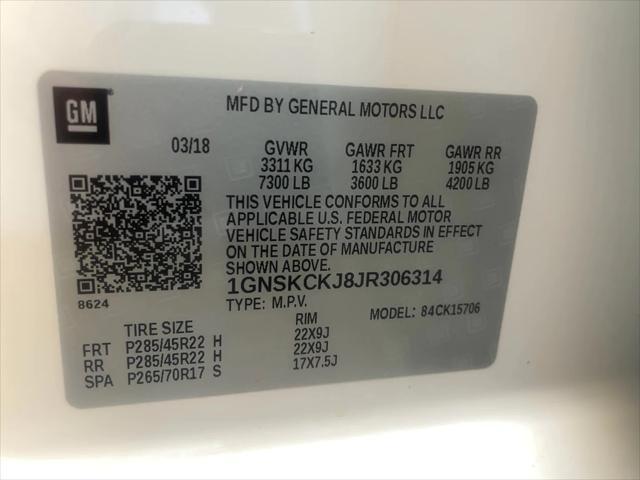 GM
MFD BY GENERAL MOTORS LLC
03/18 GVWR GAWR FRT GAWR RR
3311 KG 1633 KG 1905 KG
7300 LB 3600 LB 4200 LB
THIS VEHICLE CONFORMS TO ALL
APPLICABLE U.S. FEDERAL MOTOR
VEHICLE SAFETY STANDARDS IN EFFECT
ON THE DATE OF MANUFACTURE
SHOWN ABOVE.
1GNSKCKJ8JR306314
8624
TYPE: M.P.V. MODEL: 84CK15706
TIRE SIZE RIM
FRT P285/45R22 H 22X9J
RR P285/45R22 H 22X9J
SPA P265/70R17 S 17X7.5J